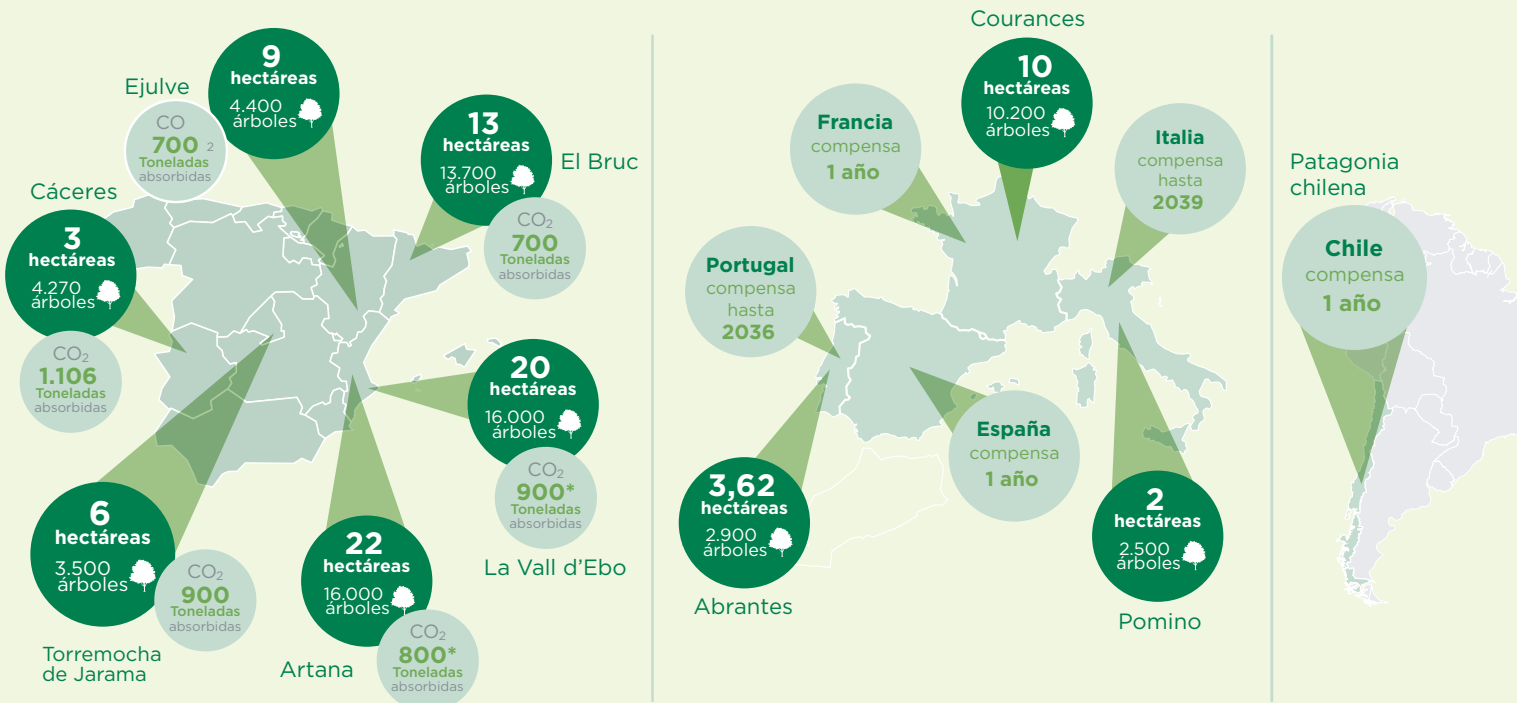 Ejulve
9
hectáreas
4.400
árboles
CO2
700
Toneladas
absorbidas
13
hectáreas
13.700
árboles
El Bruc
CO₂
700
Toneladas
absorbidas
Cáceres
3
hectáreas
4.270
árboles
CO₂
1.106
Toneladas
absorbidas
20
hectáreas
16.000
árboles
CO₂
900*
Toneladas
absorbidas
La Vall d'Ebo
6
hectáreas
3.500
árboles
CO₂
900
Toneladas
absorbidas
Torremocha
de Jarama
22
hectáreas
16.000
árboles
CO₂
800*
Toneladas
absorbidas
Artana
Courances
10
hectáreas
10.200
árboles
Francia
compensa
1 año
Italia
compensa
hasta
2039
Portugal
compensa
hasta
2036
España
compensa
1 año
3,62
hectáreas
2.900
árboles
Abrantes
2
hectáreas
2.500
árboles
Pomino
Patagonia
chilena
Chile
compensa
1 año